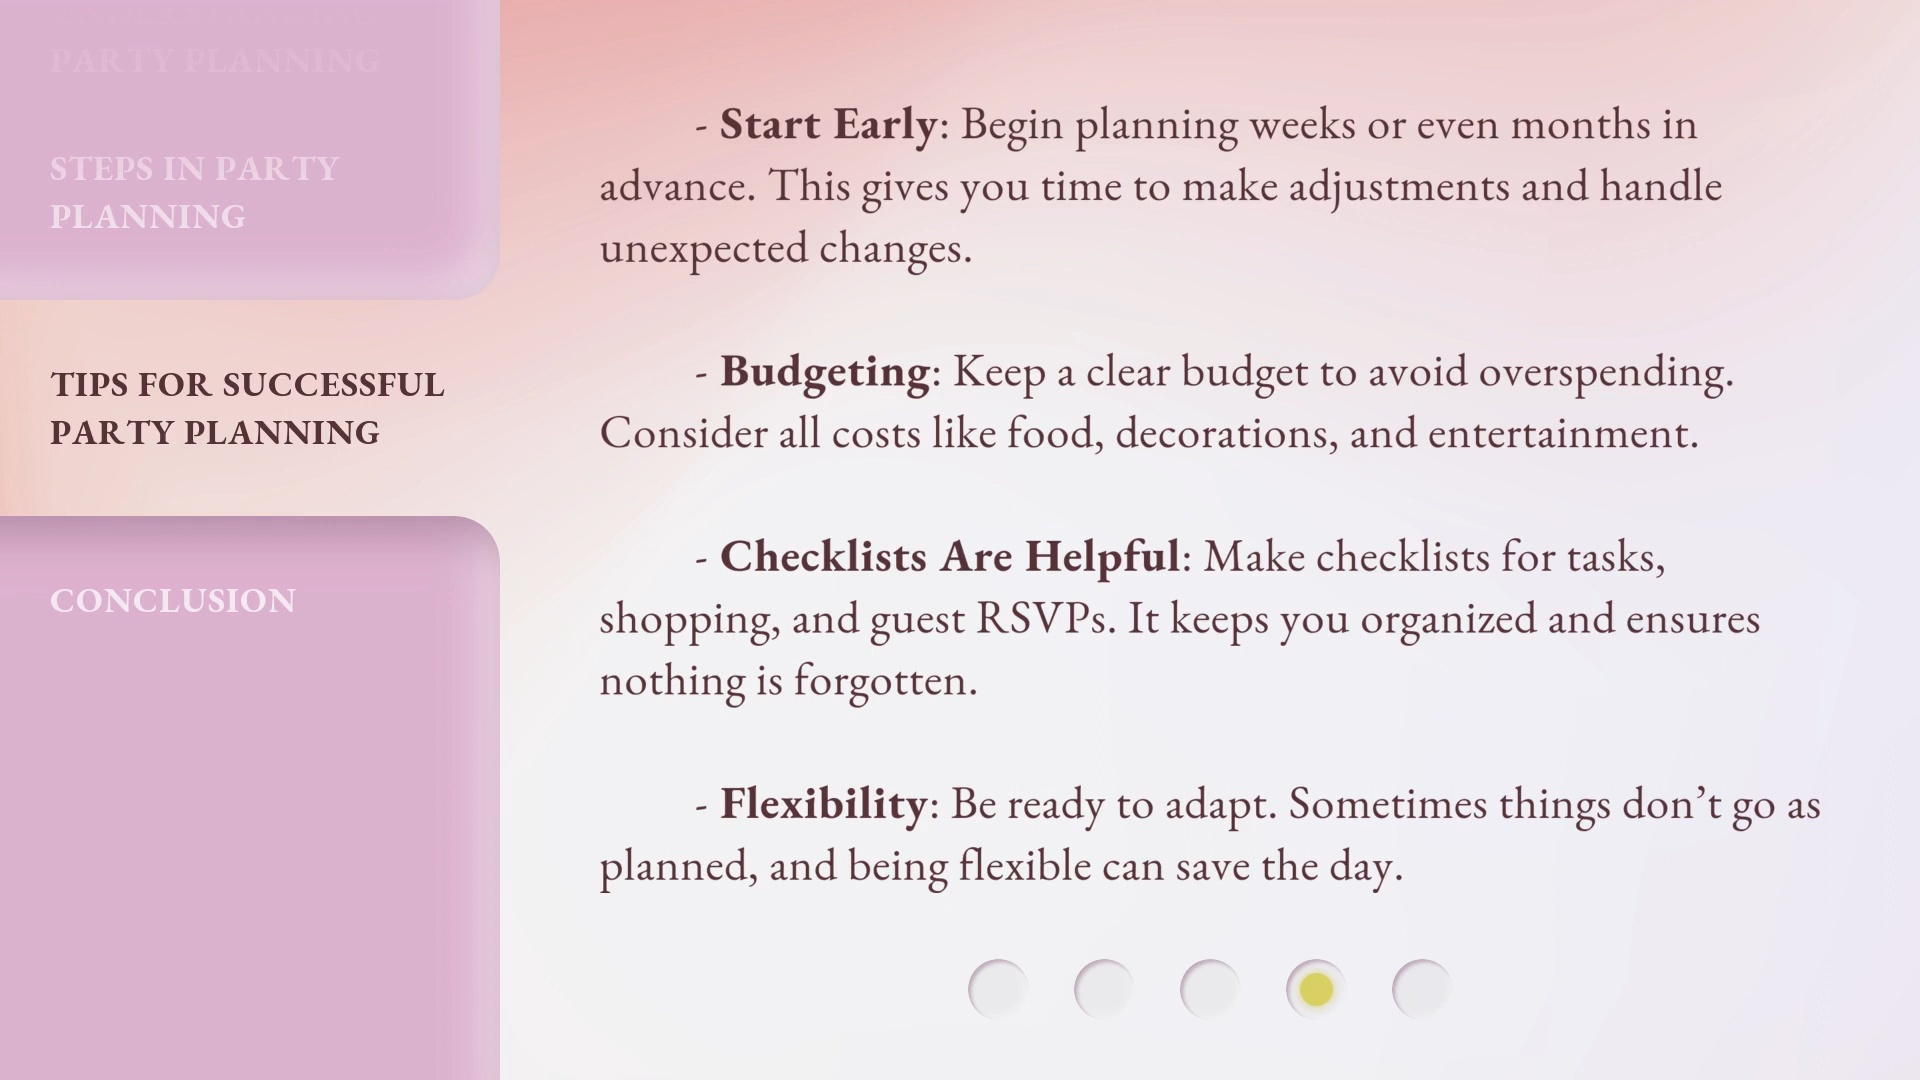 PARTY PLANNING
STEPS IN PARTY
PLANNING
TIPS FOR SUCCESSFUL
PARTY PLANNING
CONCLUSION
- Start Early: Begin planning weeks or even months in
advance. This gives you time to make adjustments and handle
unexpected changes.
- Budgeting: Keep a clear budget to avoid overspending.
Consider all costs like food, decorations, and entertainment.
- Checklists Are Helpful: Make checklists for tasks,
shopping, and guest RSVPs. It keeps you organized and ensures
nothing is forgotten.
- Flexibility: Be ready to adapt. Sometimes things don’t go as
planned, and being flexible can save the day.